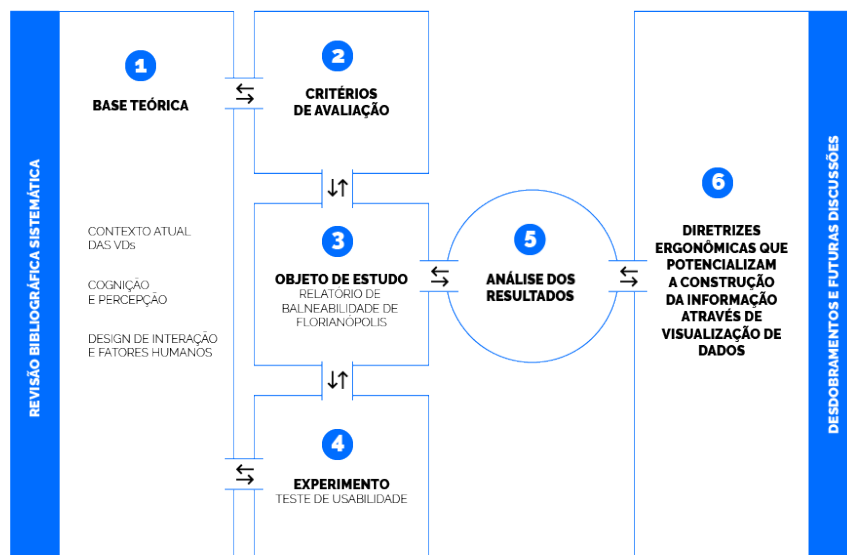 REVISÃO BIBLIOGRÁFICA SISTEMÁTICA
1
BASE TEÓRICA
CONTEXTO ATUAL
DAS VDs
COGNIÇÃO
E PERCEPÇÃO
DESIGN DE INTERAÇÃO
E FATORES HUMANOS
2
CRITÉRIOS
DE AVALIAÇÃO
3
OBJETO DE ESTUDO
RELATÓRIO DE
BALNEABILIDADE DE
FLORIANÓPOLIS
4
EXPERIMENTO
TESTE DE USABILIDADE
5
ANÁLISE DOS
RESULTADOS
6
DIRETRIZES
ERGONÔMICAS QUE
POTENCIALIZAM
A CONSTRUÇÃO
DA INFORMAÇÃO
ATRAVÉS DE
VISUALIZAÇÃO DE
DADOS
DESDOBRAMENTOS E FUTURAS DISCUSSÕES